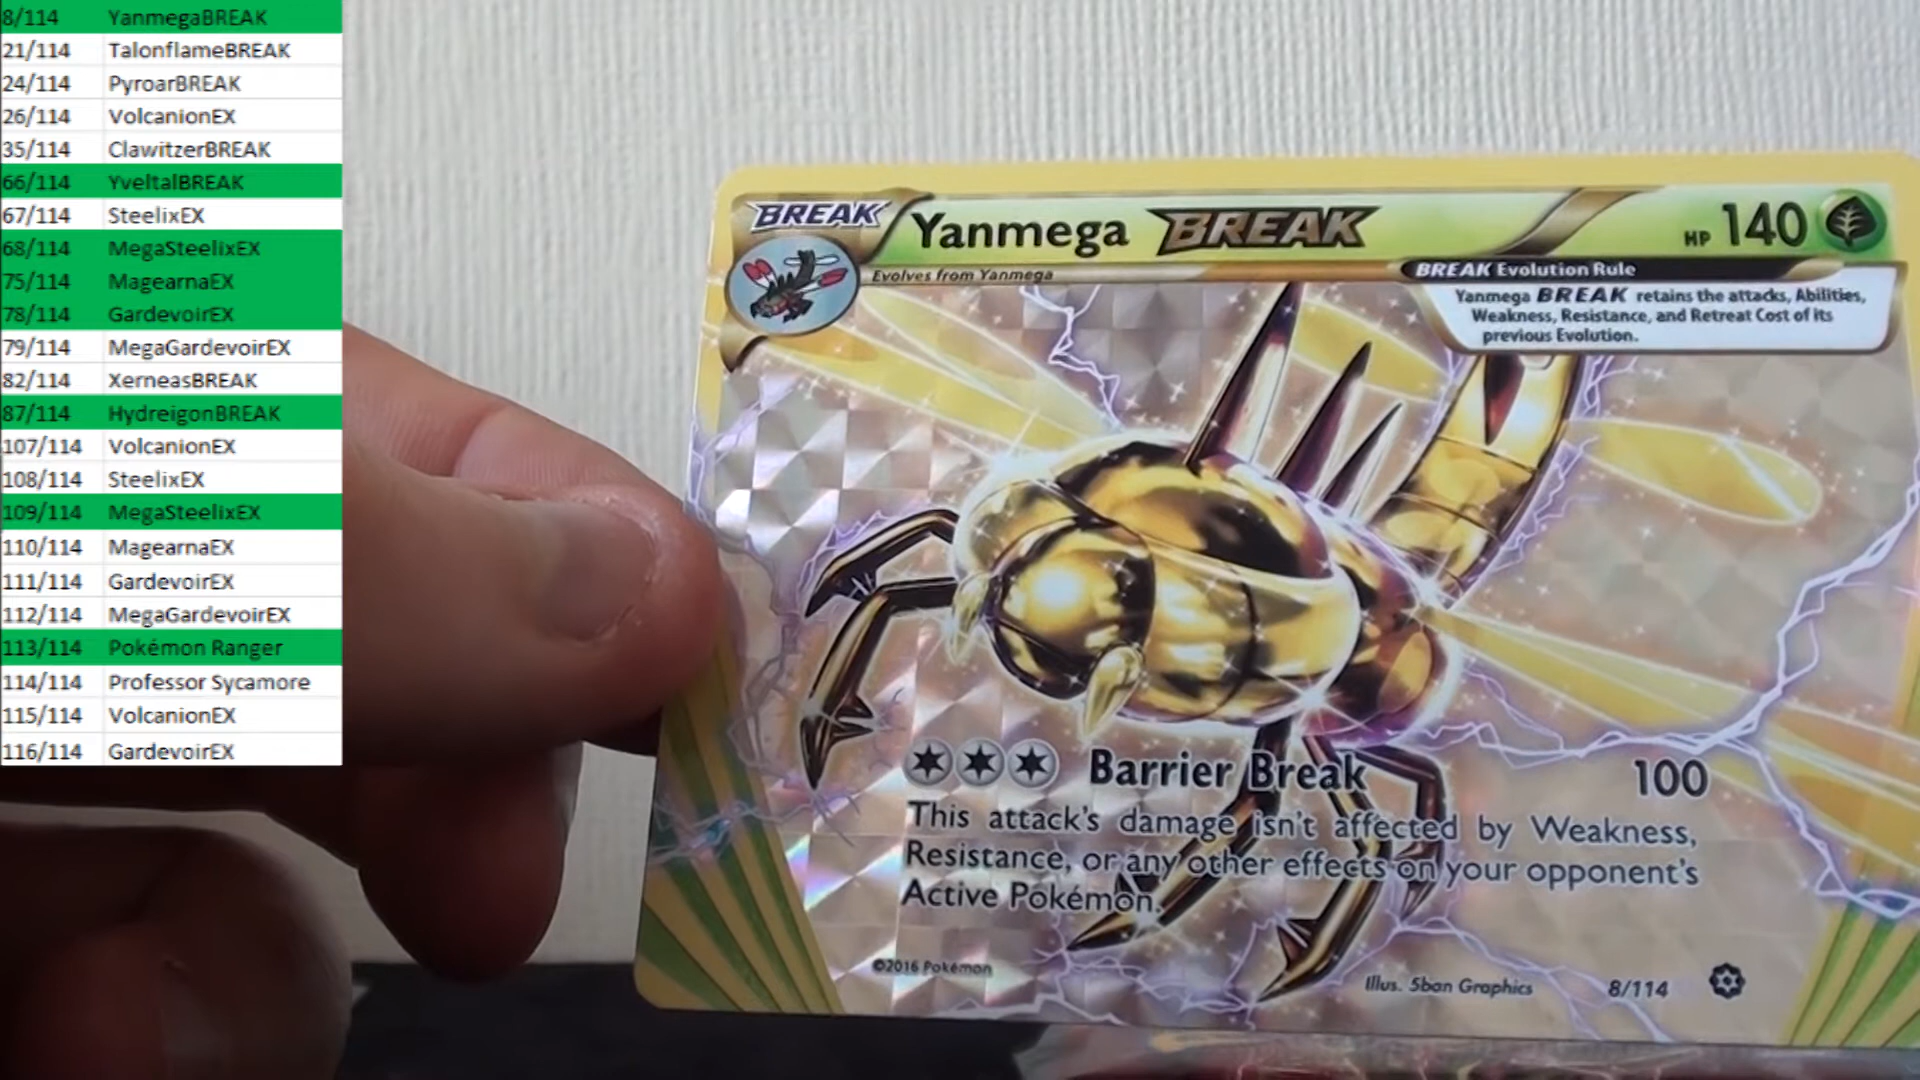 8/114 YanmegaBREAK
21/114 TalonflameBREAK
24/114 PyroarBREAK
26/114 VolcanionEX
35/114 ClawitzerBREAK
66/114 YveltalBREAK
67/114 SteelixEX
68/114 MegaSteelixEX
75/114 MagearnaEX
78/114 GardevoirEX
79/114 MegaGardevoirEX
82/114 XerneasBREAK
87/114 HydreigonBREAK
107/114 VolcanionEX
108/114 SteelixEX
109/114 MegaSteelixEX
110/114 MagearnaEX
111/114 GardevoirEX
112/114 MegaGardevoirEX
113/114 Pokémon Ranger
114/114 Professor Sycamore
115/114 VolcanionEX
116/114 GardevoirEX
BREAK Yanmega BREAK HP 140
Evolves from Yanmega
BREAK Evolution Rule
Yanmega BREAK retains the attacks, Abilities,
Weakness, Resistance, and Retreat Cost of its
previous Evolution.
Barrier Break 100
This attack's damage isn't affected by Weakness,
Resistance, or any other effects on your opponent's
Active Pokémon.
©2016 Pokémon
Illus. 5ban Graphics 8/114